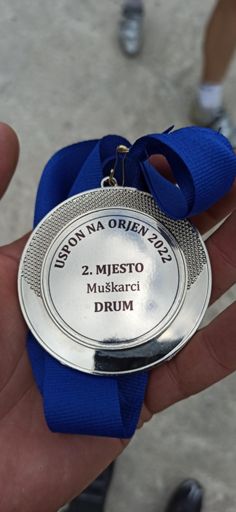 USPON NA ORJEN 2022
2. MJESTO
Muškarci
DRUM